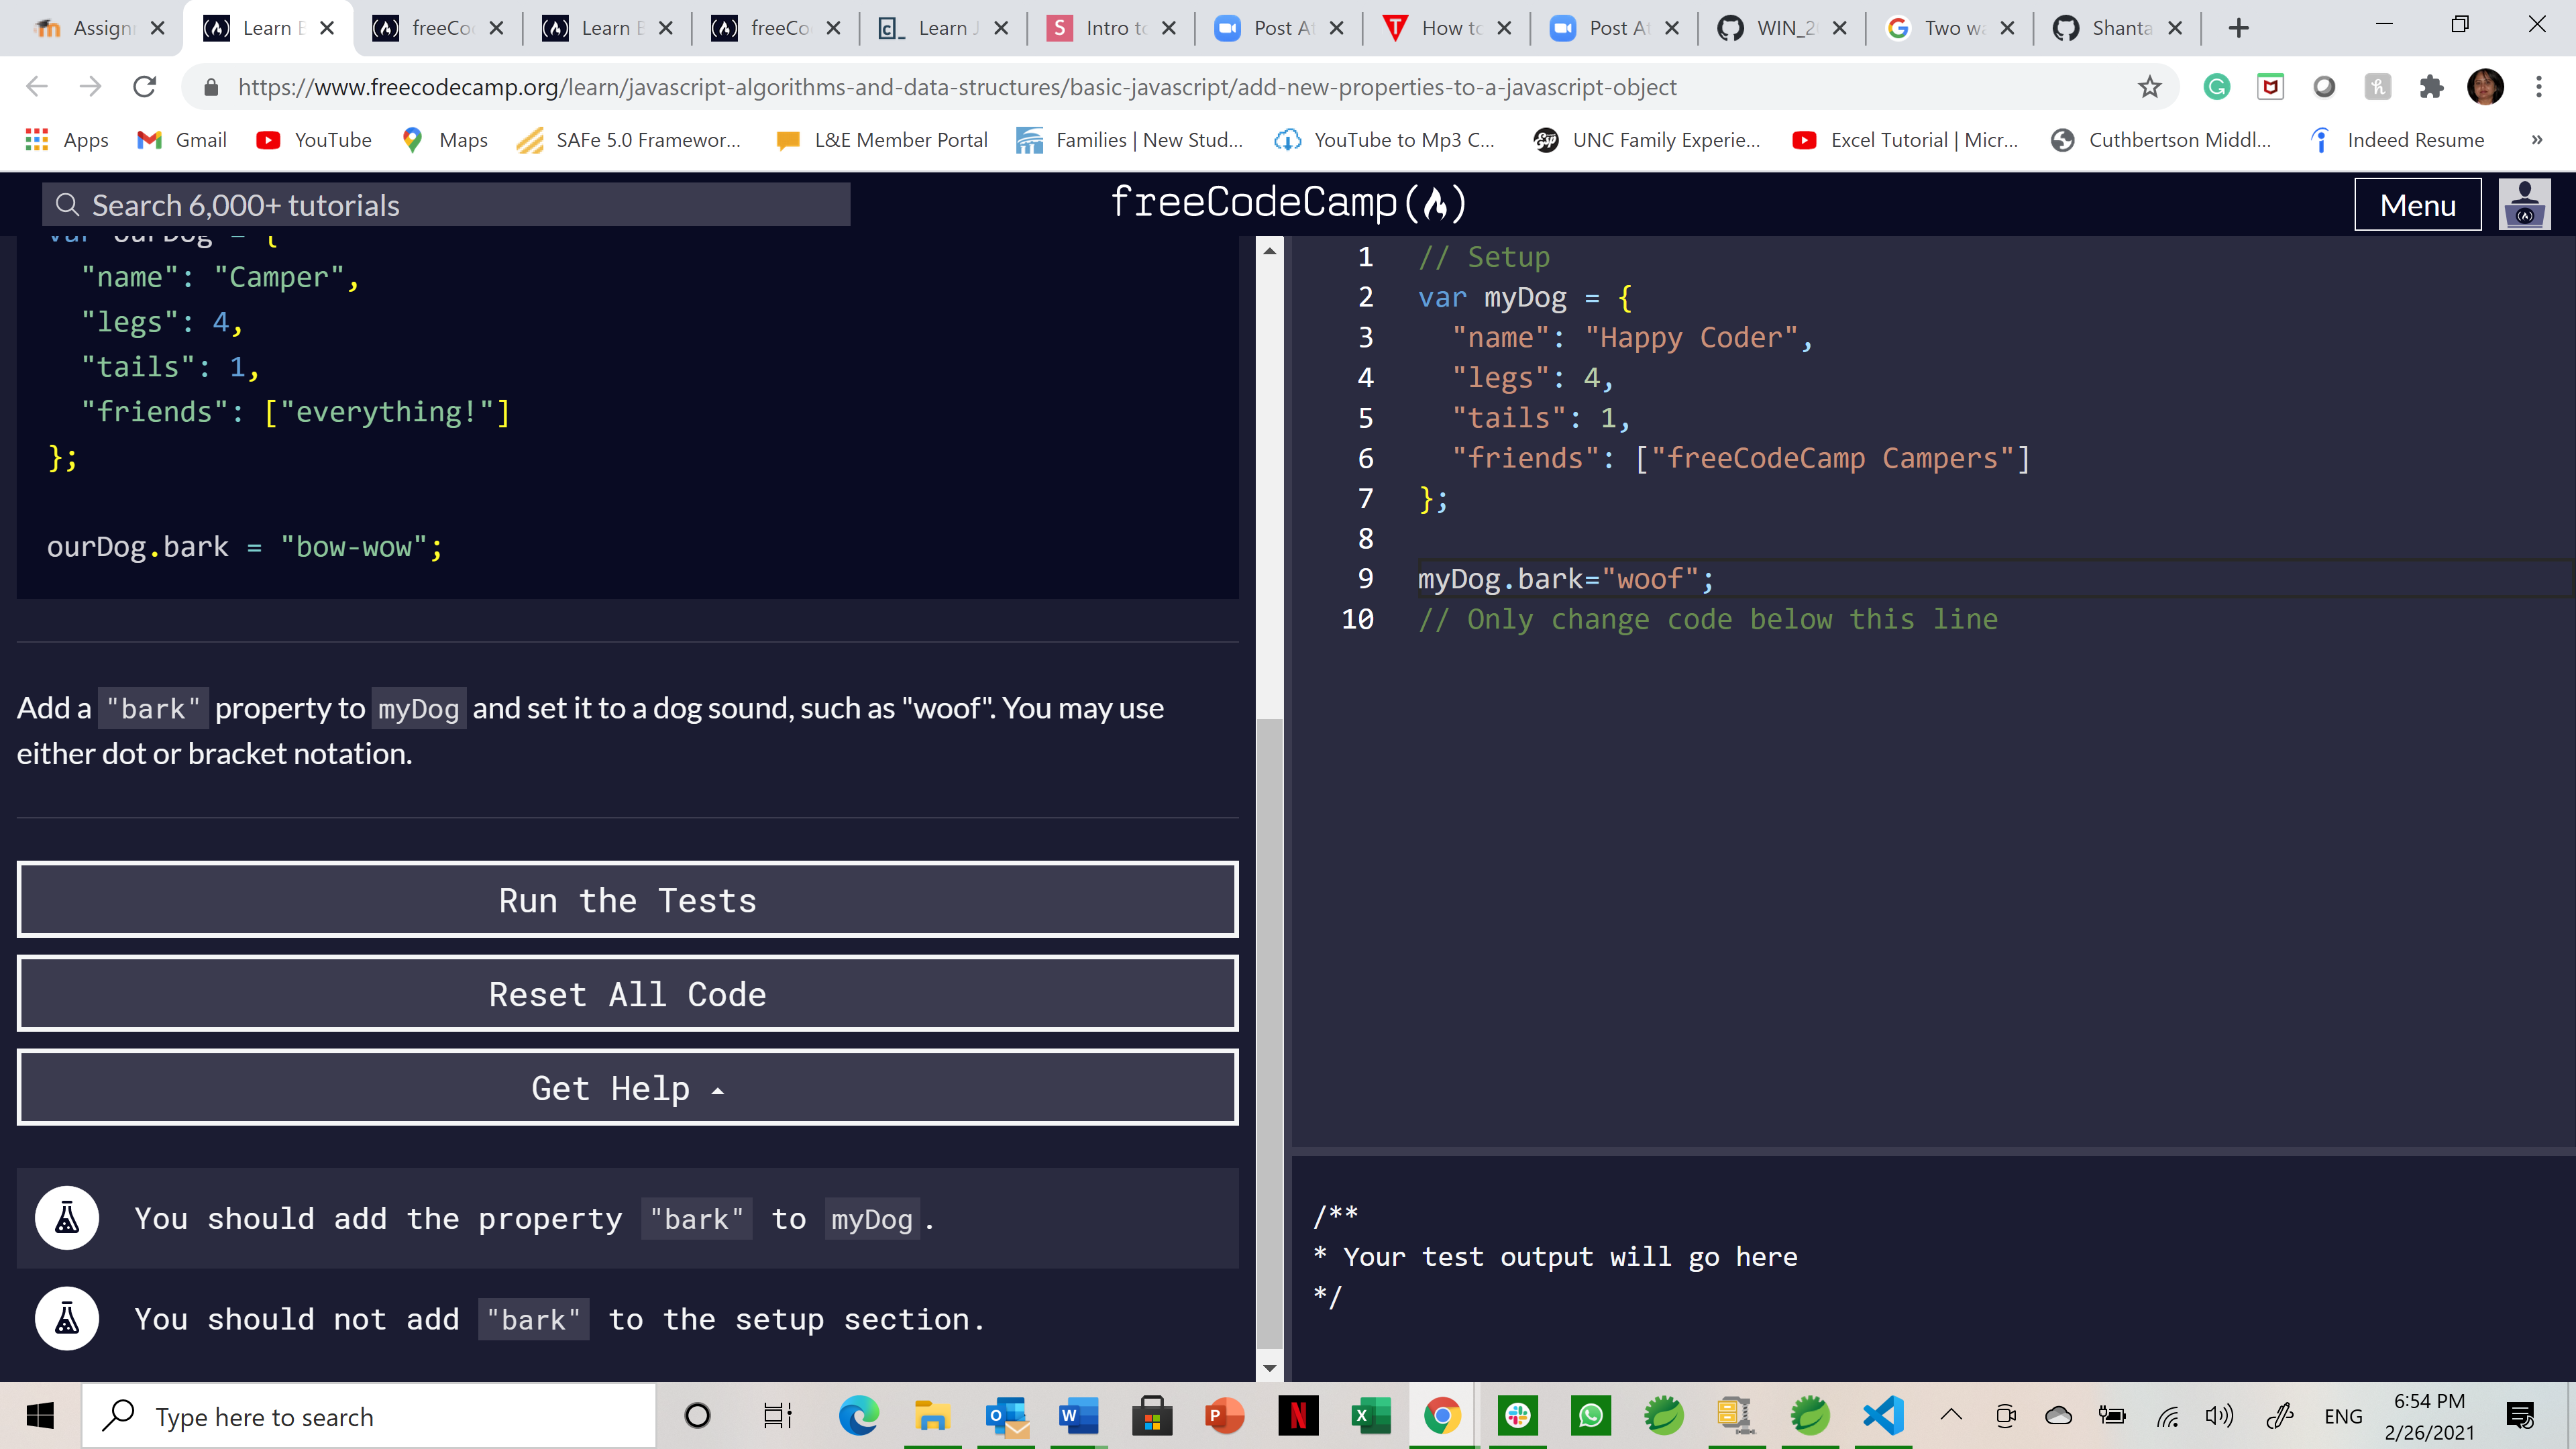 Assign
Learn B
freeCo
Learn B
freeCo
Learn J
Intro to
Post At
How to
Post At
WIN_2
Two wa
Shanta
https://www.freecodecamp.org/learn/javascript-algorithms-and-data-structures/basic-javascript/add-new-properties-to-a-javascript-object
Apps
Gmail
YouTube
Maps
SAFe 5.0 Framewor...
L&E Member Portal
Families | New Stud...
YouTube to Mp3 C...
UNC Family Experie...
Excel Tutorial | Micr...
Cuthbertson Middl...
Indeed Resume
»
Search 6,000+ tutorials
freeCodeCamp
Menu
var ourDog = {
"name": "Camper",
"legs": 4,
"tails": 1,
"friends": ["everything!"]
};
ourDog.bark = "bow-wow";
Add a "bark" property to myDog and set it to a dog sound, such as "woof". You may use
either dot or bracket notation.
Run the Tests
Reset All Code
Get Help
You should add the property "bark" to myDog.
You should not add "bark" to the setup section.
1 // Setup
2 var myDog = {
3 "name": "Happy Coder",
4 "legs": 4,
5 "tails": 1,
6 "friends": ["freeCodeCamp Campers"]
7 };
8
9 myDog.bark="woof";
10 // Only change code below this line
/**
* Your test output will go here
*/
Type here to search
ENG
6:54 PM
2/26/2021